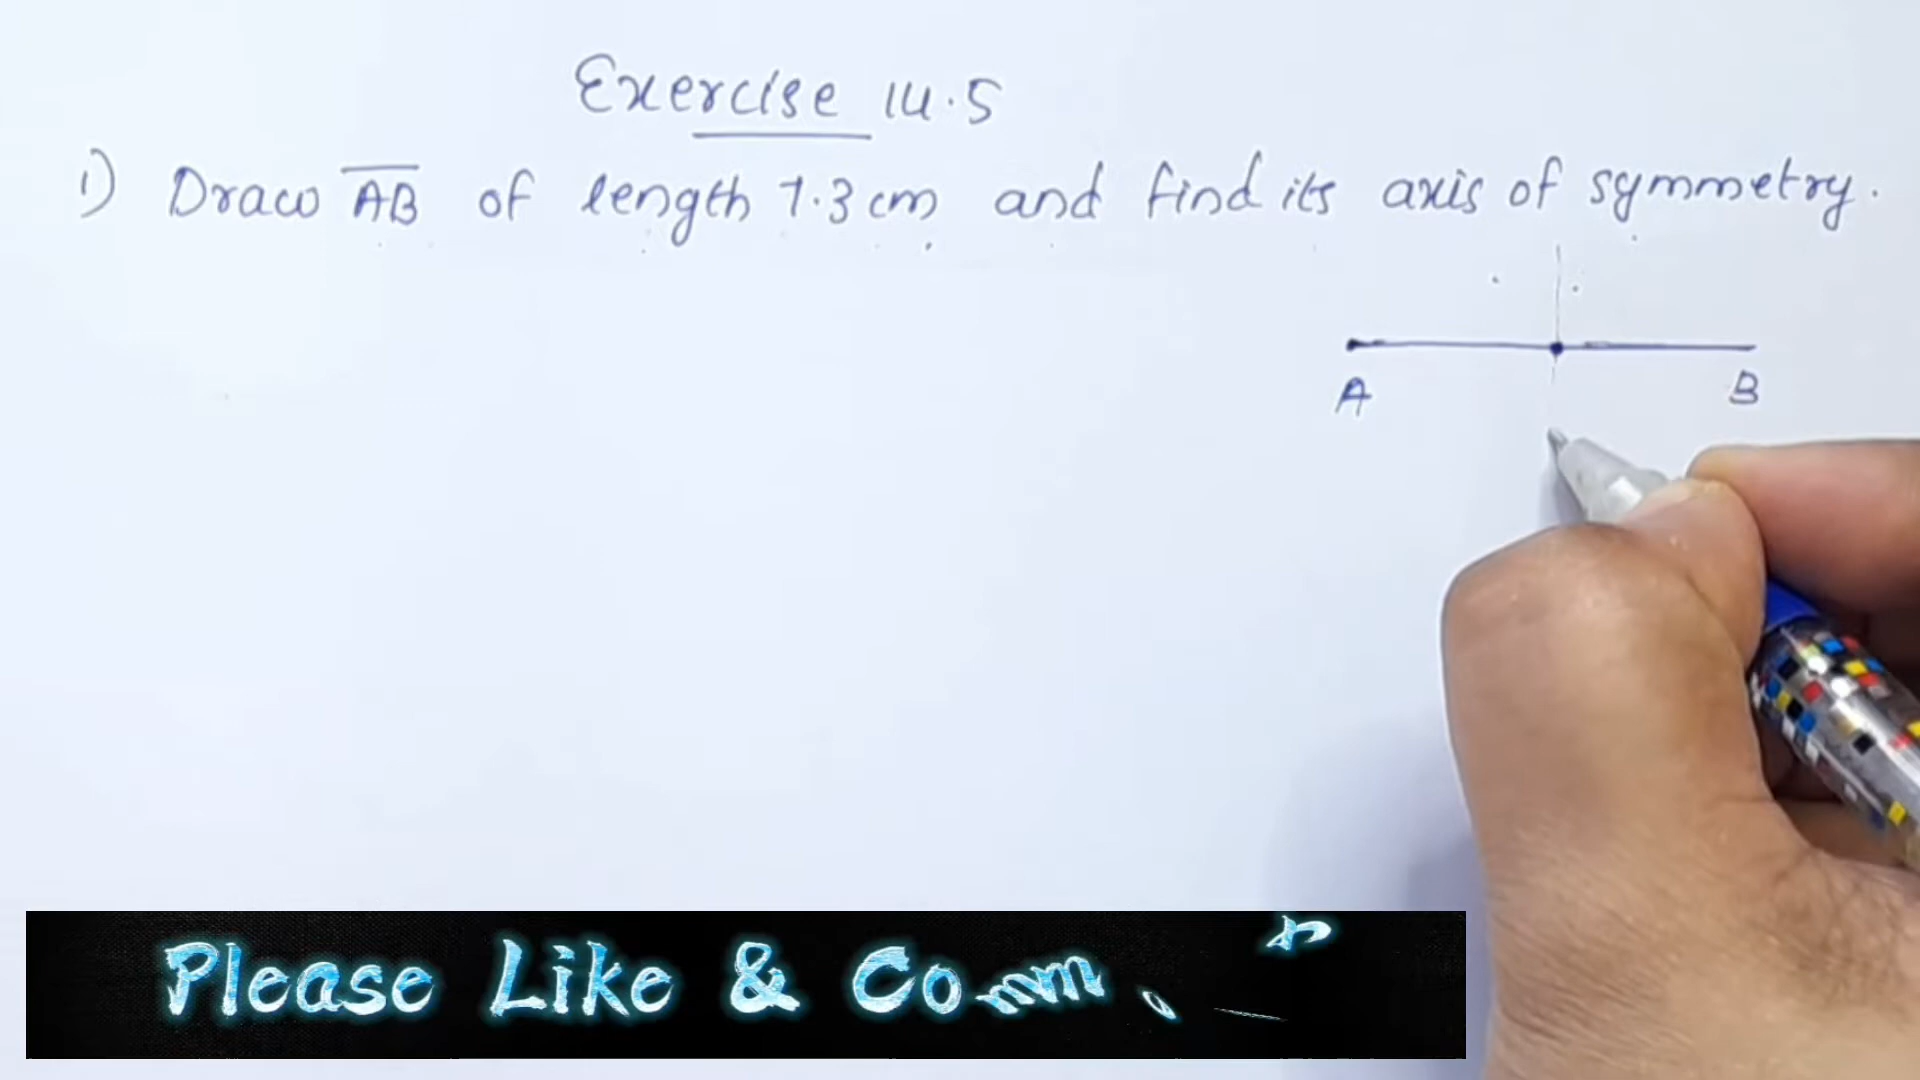 Exercise 14.5
1) Draw AB of length 7.3 cm and find its axis of symmetry.
A B
Please Like & Comm